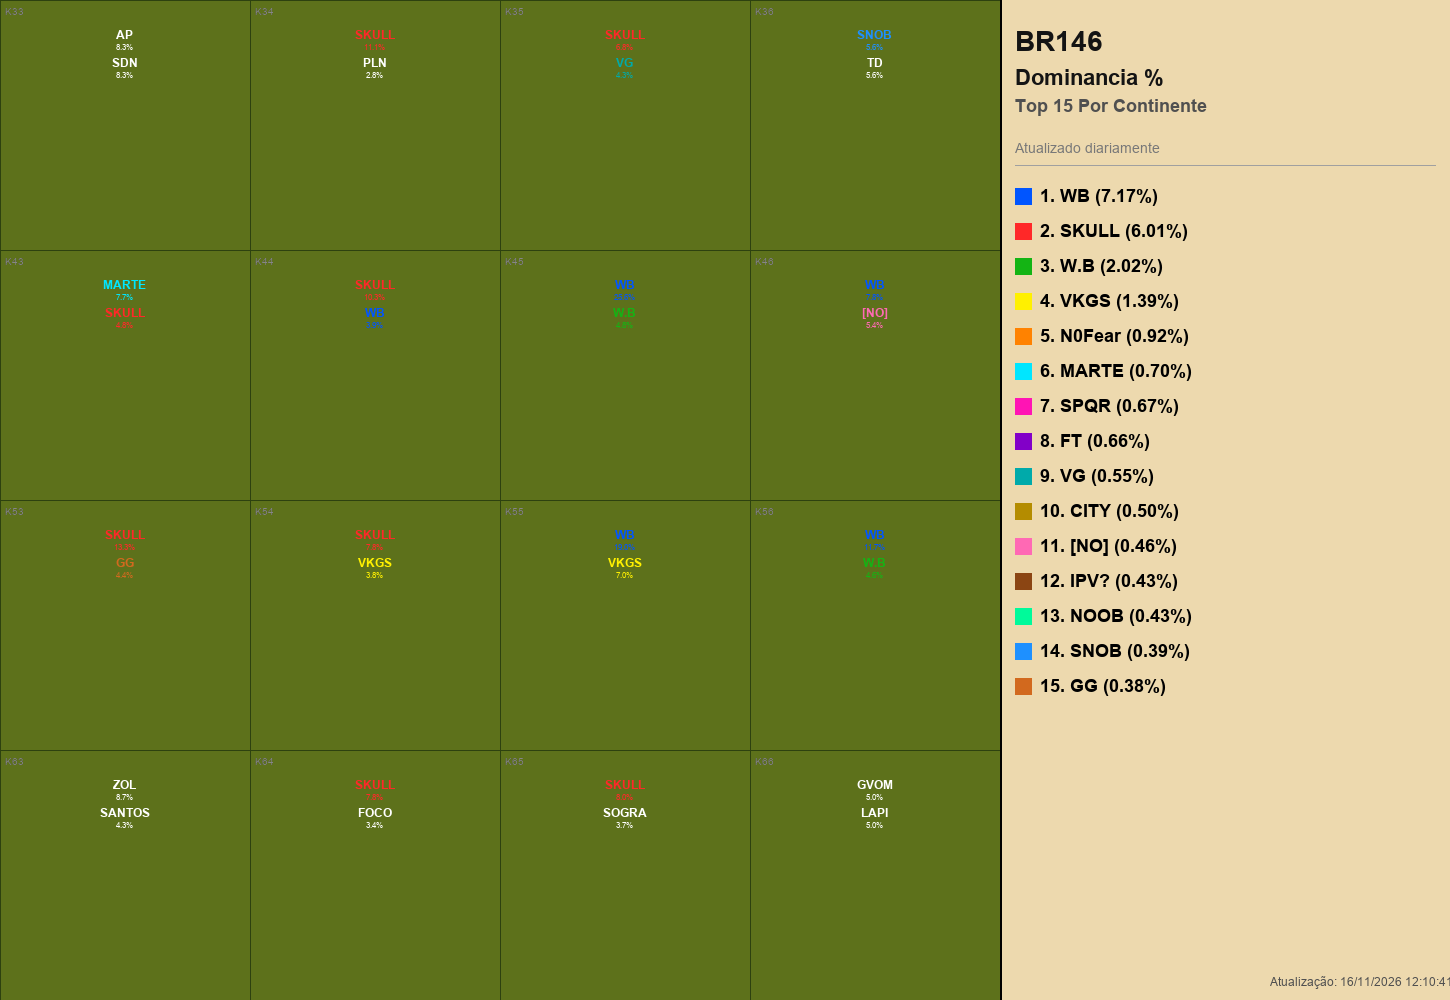 K33
AP
8.3%
SDN
8.3%
K34
SKULL
PLN
2.8%
K35
SKULL
VG
4.3%
K36
SNOB
5.6%
TD
5.6%
K43
MARTE
7.7%
SKULL
K44
SKULL
WB
K45
WB
W.B
K46
WB
[NO]
5.4%
K53
SKULL
GG
4.4%
K54
SKULL
VKGS
3.8%
K55
WB
VKGS
7.0%
K56
WB
W.B
K63
ZOL
8.7%
SANTOS
4.3%
K64
SKULL
FOCO
3.4%
K65
SKULL
SOGRA
3.7%
K66
GVOM
5.0%
LAPI
5.0%
BR146
Dominancia %
Top 15 Por Continente
Atualizado diariamente
1. WB (7.17%)
2. SKULL (6.01%)
3. W.B (2.02%)
4. VKGS (1.39%)
5. N0Fear (0.92%)
6. MARTE (0.70%)
7. SPQR (0.67%)
8. FT (0.66%)
9. VG (0.55%)
10. CITY (0.50%)
11. [NO] (0.46%)
12. IPV? (0.43%)
13. NOOB (0.43%)
14. SNOB (0.39%)
15. GG (0.38%)
Atualização: 16/11/2026 12:10:41